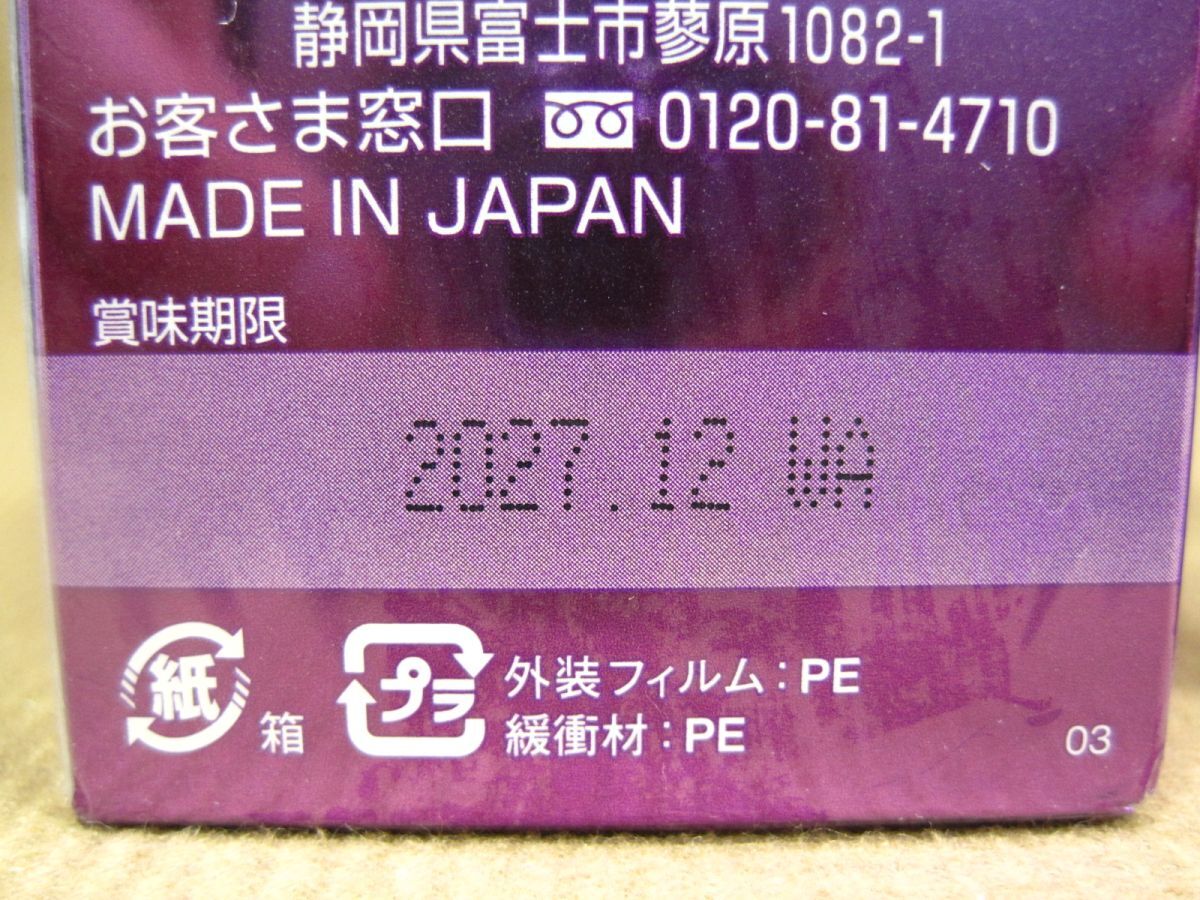 静岡県富士市蓼原1082-1
お客さま窓口 0120-81-4710
MADE IN JAPAN
賞味期限
2027.12 WA
紙 箱
プラ 外装フィルム:PE
緩衝材:PE
03